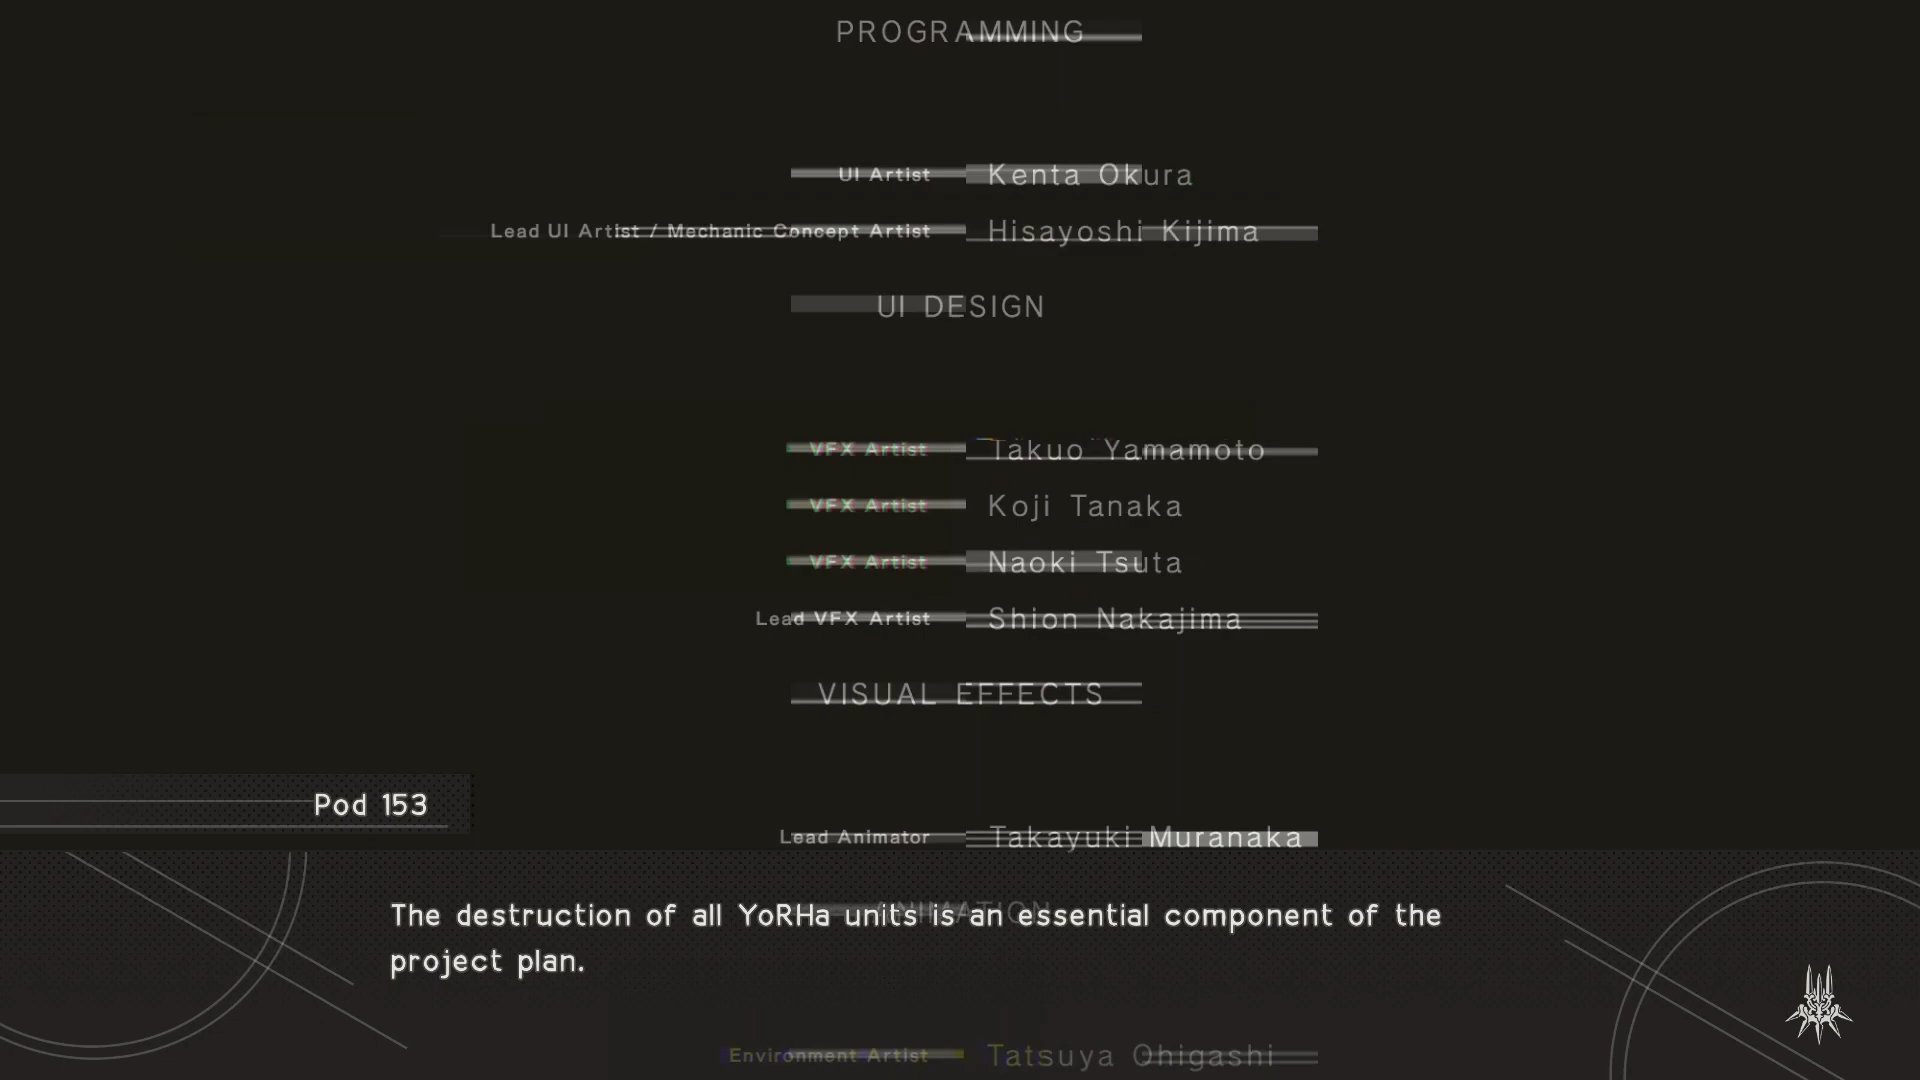 PROGRAMMING
UI Artist Kenta Okura
Lead UI Artist / Mechanic Concept Artist Hisayoshi Kijima
UI DESIGN
VFX Artist Takuo Yamamoto
VFX Artist Koji Tanaka
VFX Artist Naoki Tsuta
Lead VFX Artist Shion Nakajima
VISUAL EFFECTS
Pod 153
Lead Animator Takayuki Muranaka
ANIMATION
The destruction of all YoRHa units is an essential component of the
project plan.
Environment Artist Tatsuya Ohigashi